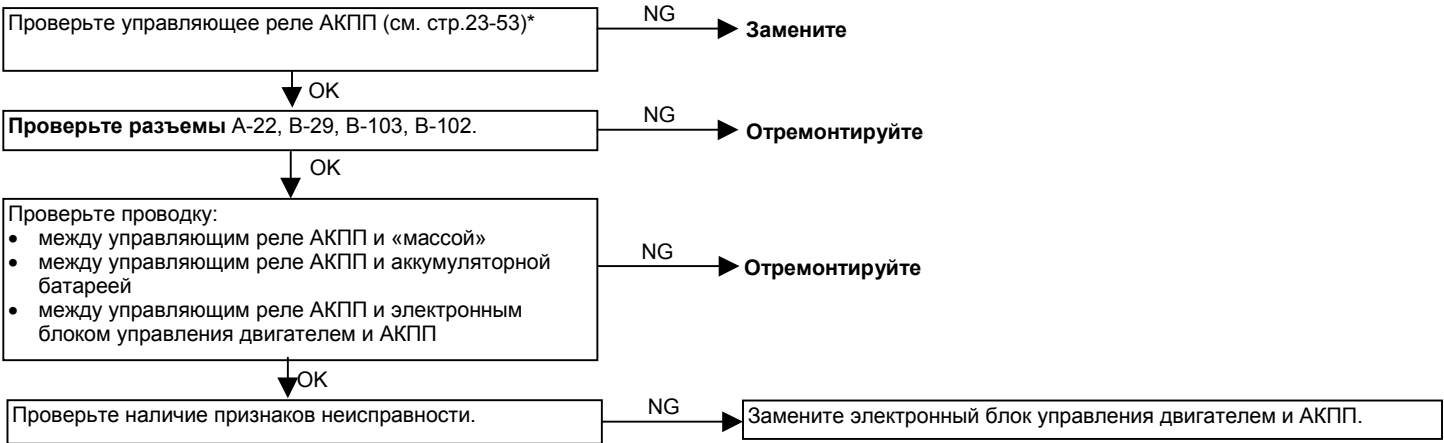 Проверьте управляющее реле АКПП (см. стр.23-53)*
NG
Замените
OK
Проверьте разъемы А-22, В-29, В-103, В-102.
NG
Отремонтируйте
OK
Проверьте проводку:
• между управляющим реле АКПП и «массой»
• между управляющим реле АКПП и аккумуляторной
батареей
• между управляющим реле АКПП и электронным
блоком управления двигателем и АКПП
NG
Отремонтируйте
OK
Проверьте наличие признаков неисправности.
NG
Замените электронный блок управления двигателем и АКПП.